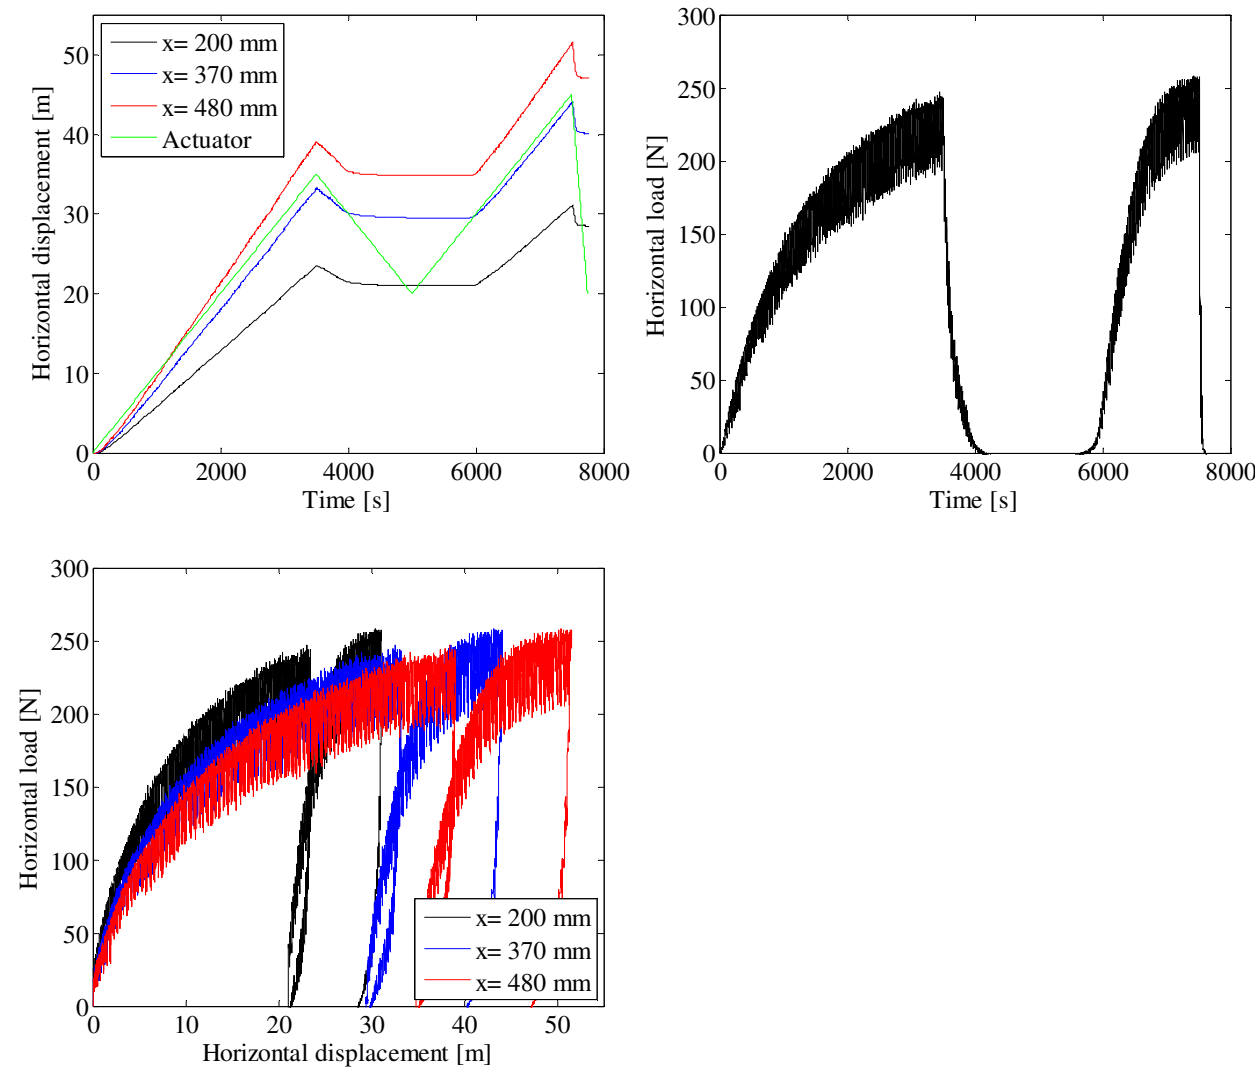 x= 200 mm
x= 370 mm
x= 480 mm
Actuator
Horizontal displacement [m]
50
40
30
20
10
0
0 2000 4000 6000 8000
Time [s]
Horizontal load [N]
300
250
200
150
100
50
0
0 2000 4000 6000 8000
Time [s]
Horizontal load [N]
300
250
200
150
100
50
0
x= 200 mm
x= 370 mm
x= 480 mm
0 10 20 30 40 50
Horizontal displacement [m]